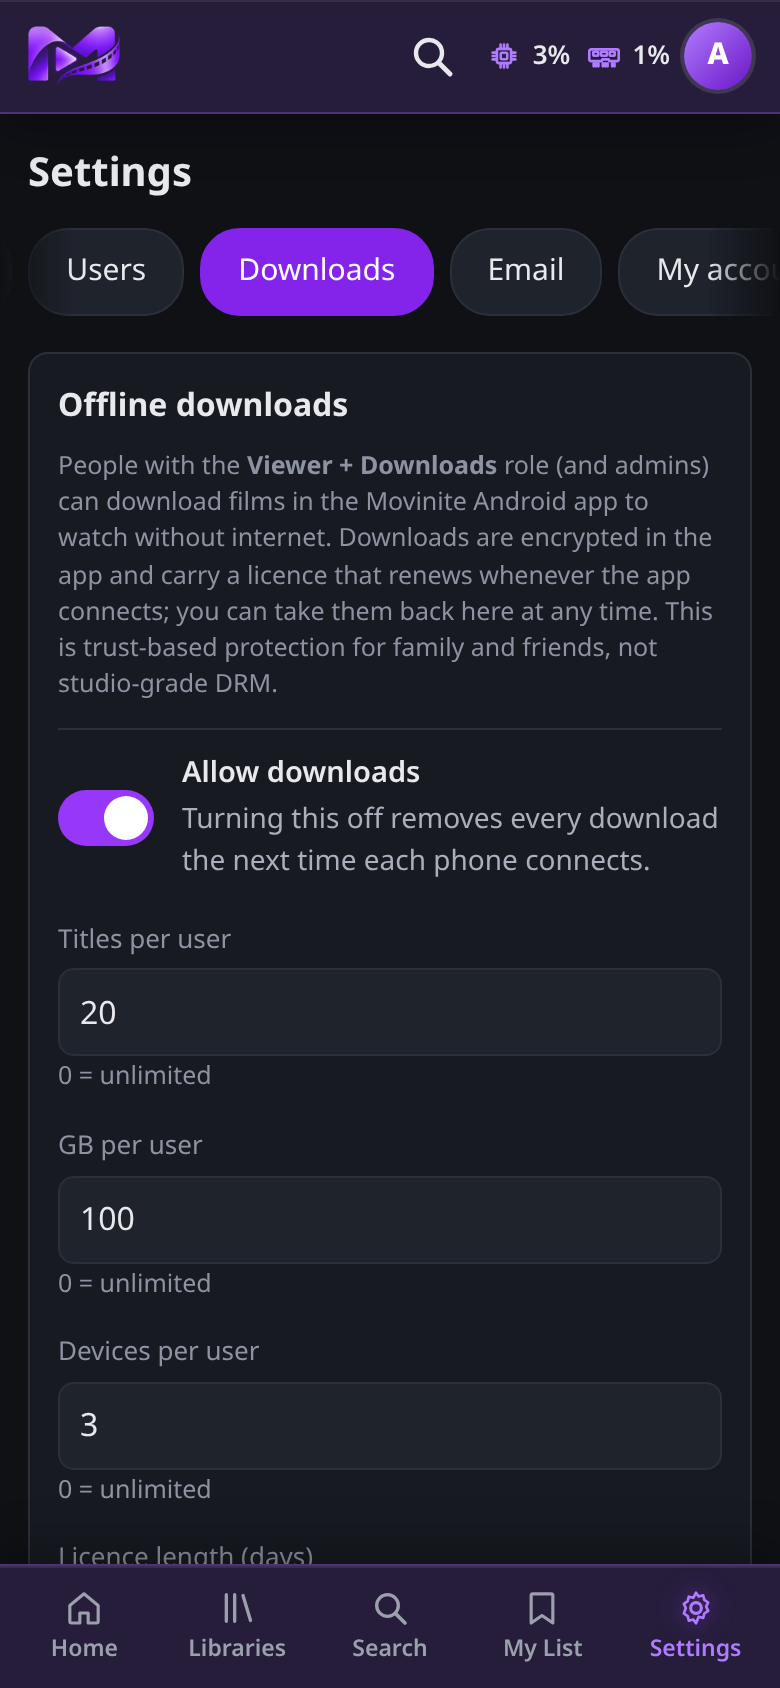 3% 1% A
Settings
Users Downloads Email My accou
Offline downloads
People with the Viewer + Downloads role (and admins)
can download films in the Movinite Android app to
watch without internet. Downloads are encrypted in the
app and carry a licence that renews whenever the app
connects; you can take them back here at any time. This
is trust-based protection for family and friends, not
studio-grade DRM.
Allow downloads
Turning this off removes every download
the next time each phone connects.
Titles per user
20
0 = unlimited
GB per user
100
0 = unlimited
Devices per user
3
0 = unlimited
Licence length (days)
Home Libraries Search My List Settings